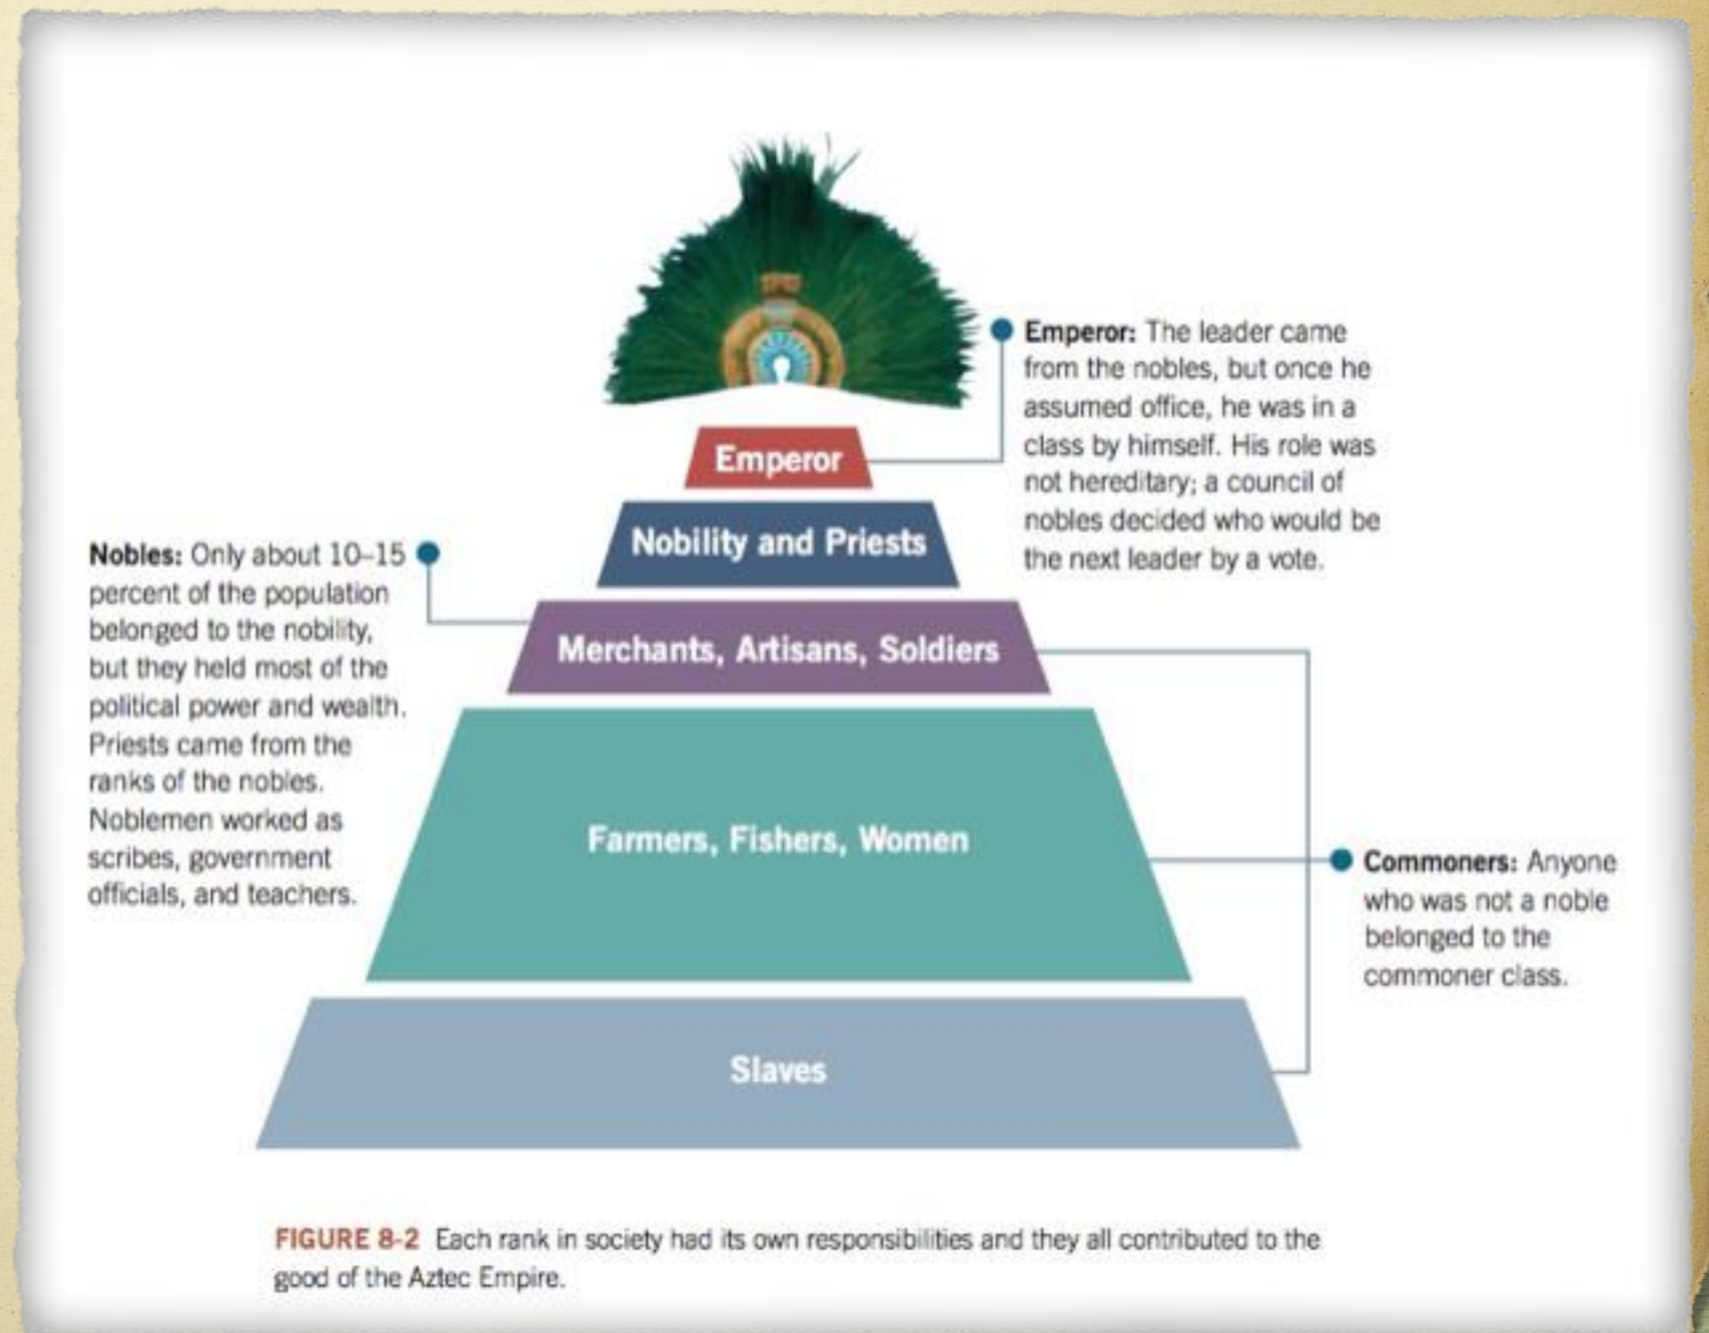 Emperor: The leader came
from the nobles, but once he
assumed office, he was in a
class by himself. His role was
not hereditary; a council of
nobles decided who would be
the next leader by a vote.
Emperor
Nobility and Priests
Nobles: Only about 10–15
percent of the population
belonged to the nobility,
but they held most of the
political power and wealth.
Priests came from the
ranks of the nobles.
Noblemen worked as
scribes, government
officials, and teachers.
Merchants, Artisans, Soldiers
Farmers, Fishers, Women
Commoners: Anyone
who was not a noble
belonged to the
commoner class.
Slaves
FIGURE 8-2 Each rank in society had its own responsibilities and they all contributed to the
good of the Aztec Empire.